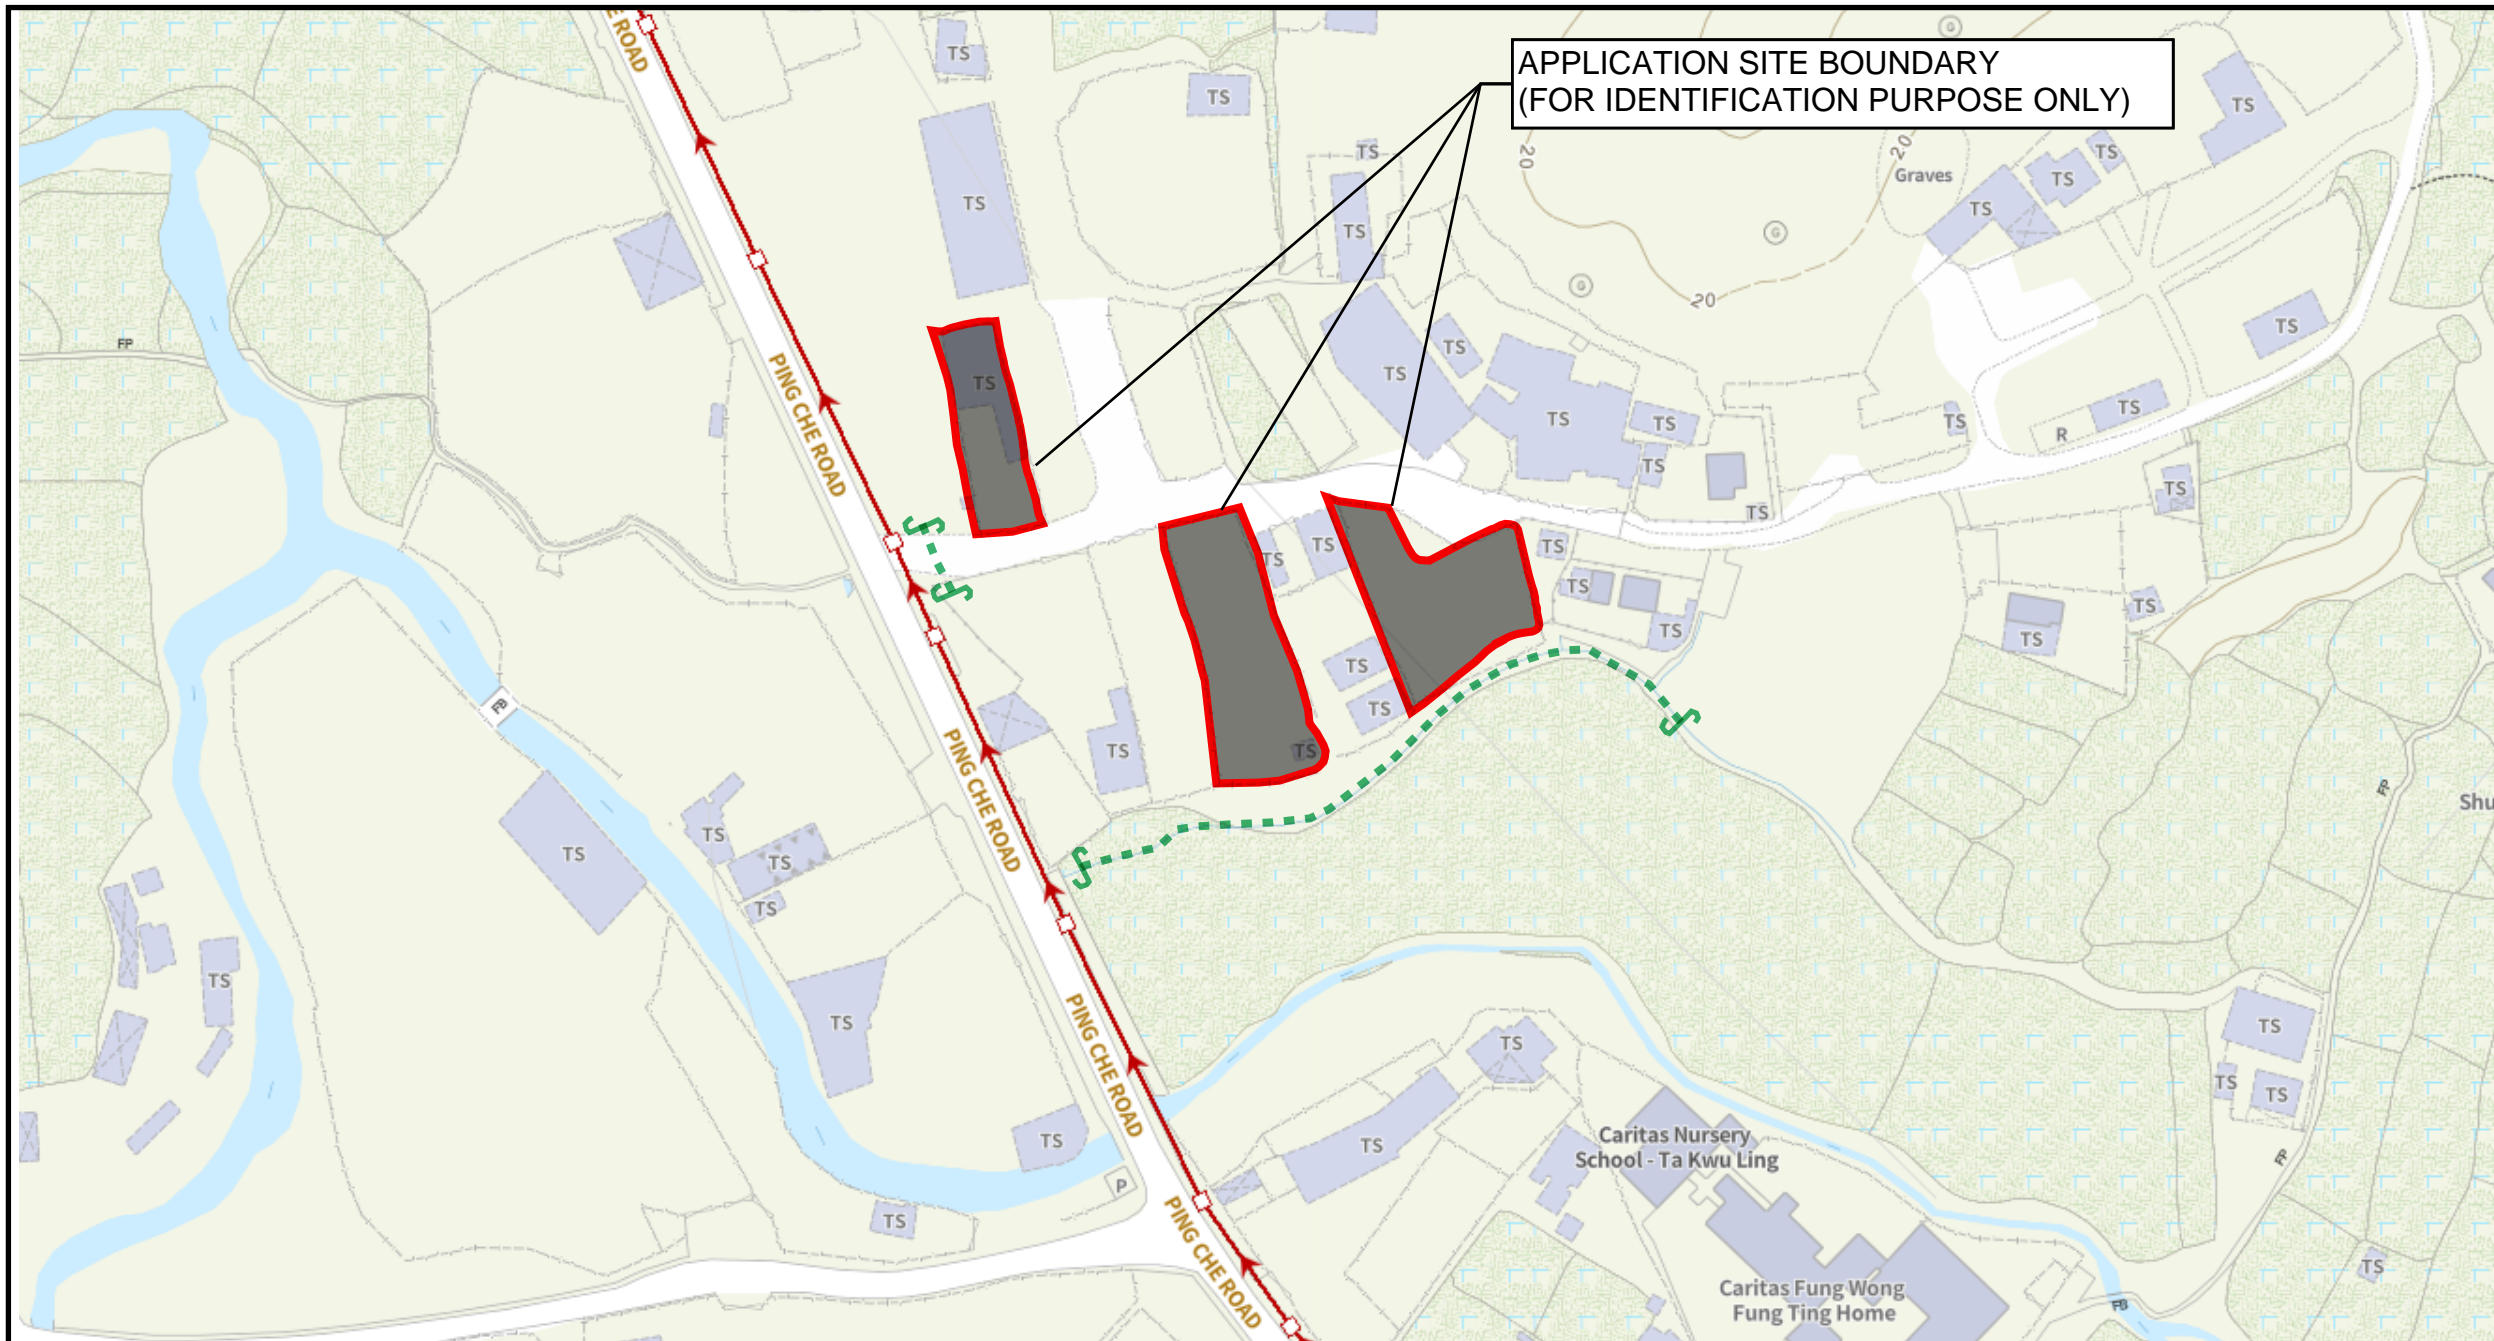 APPLICATION SITE BOUNDARY
(FOR IDENTIFICATION PURPOSE ONLY)
TS
TS
TS
TS
TS
TS
TS
TS
TS
TS
Graves
G
G
G
20
20
20
TS
TS
TS
TS
TS
TS
TS
TS
TS
TS
TS
TS
R
TS
FP
PING CHE ROAD
TS
TS
TS
TS
TS
TS
TS
TS
TS
TS
TS
TS
TS
FB
PING CHE ROAD
TS
TS
TS
TS
TS
FP
Shu
TS
PING CHE ROAD
TS
TS
TS
TS
TS
TS
TS
P
TS
Caritas Nursery
School - Ta Kwu Ling
FP
PING CHE ROAD
TS
Caritas Fung Wong
Fung Ting Home
FB
TS